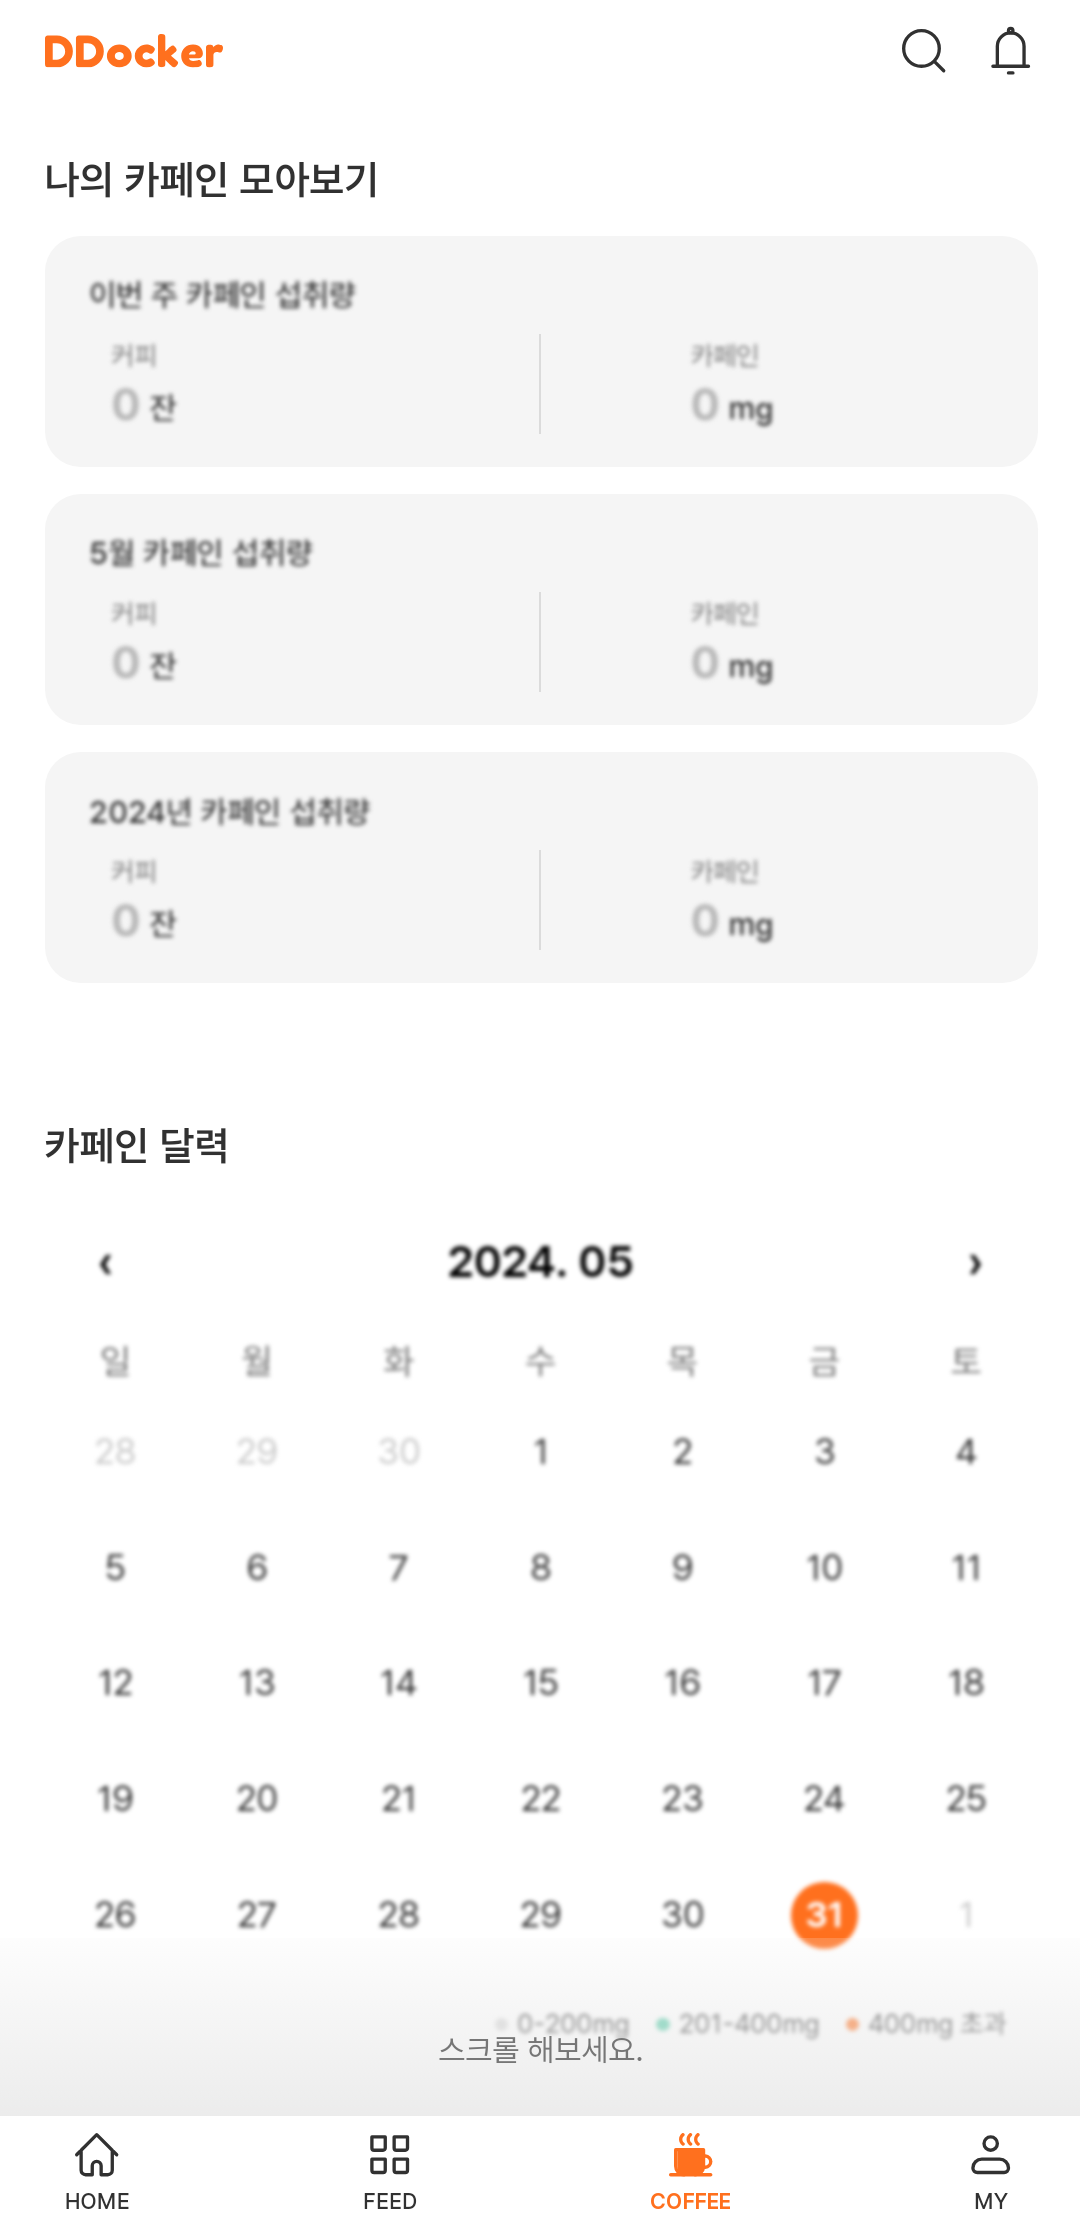 DDocker
나의 카페인 모아보기
이번 주 카페인 섭취량
커피 카페인
0 잔 0 mg
5월 카페인 섭취량
커피 카페인
0 잔 0 mg
2024년 카페인 섭취량
커피 카페인
0 잔 0 mg
카페인 달력
‹ 2024. 05 ›
일 월 화 수 목 금 토
28 29 30 1 2 3 4
5 6 7 8 9 10 11
12 13 14 15 16 17 18
19 20 21 22 23 24 25
26 27 28 29 30 31 1
0-200mg 201-400mg 400mg 초과
스크롤 해보세요.
HOME FEED COFFEE MY